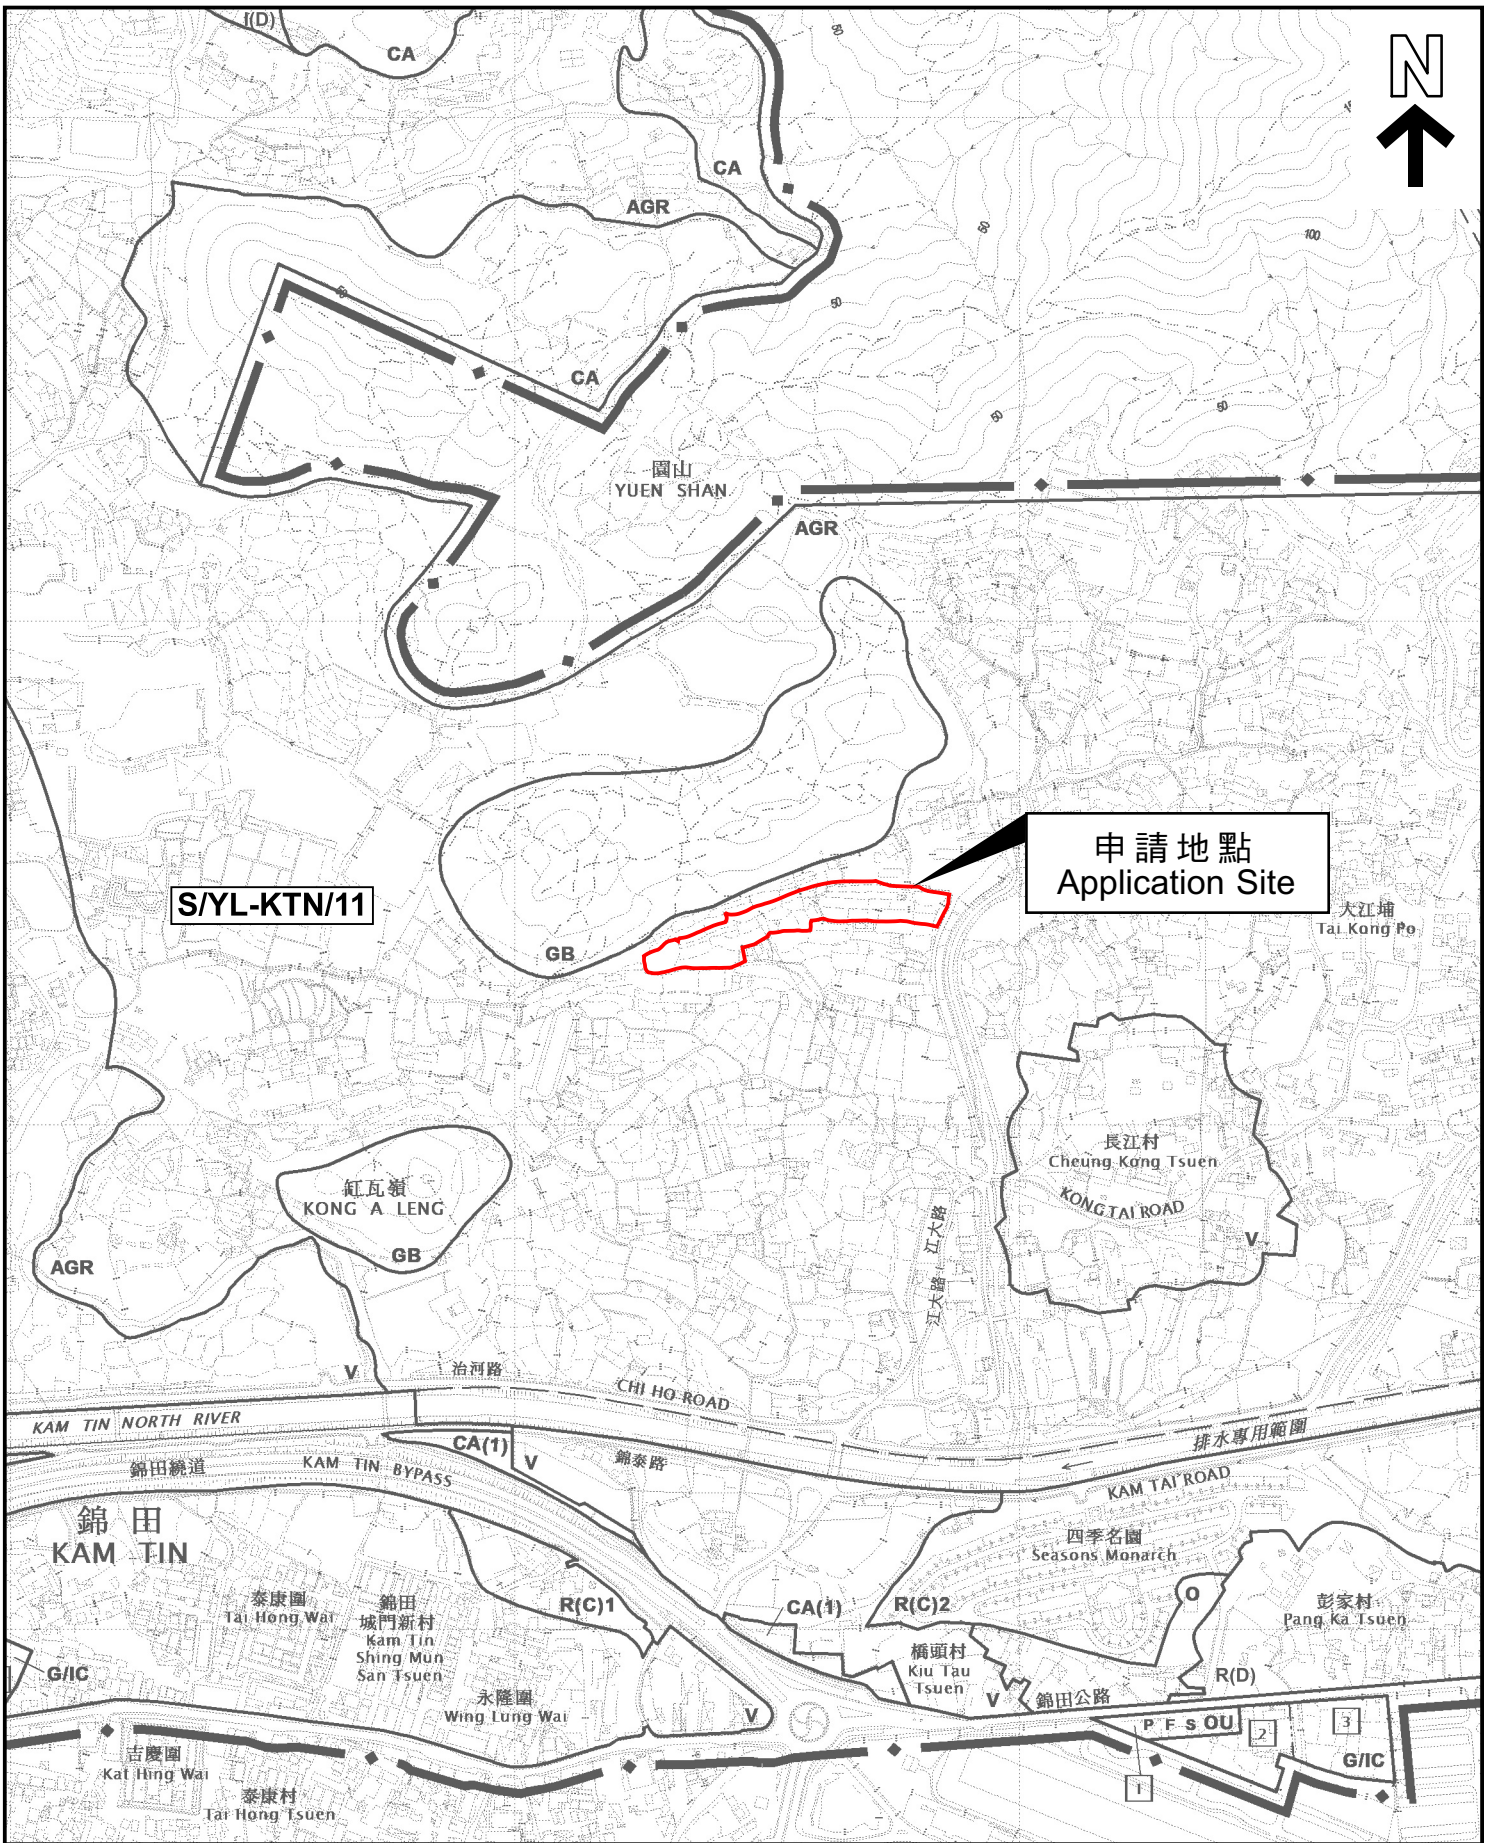 I(D)
CA
N
50
CA
AGR
50
100
50
50
CA
50
50
園山
YUEN SHAN
AGR
申請地點
Application Site
S/YL-KTN/11
大江埔
Tai Kong Po
GB
長江村
Cheung Kong Tsuen
缸瓦嶺
KONG A LENG
KONG TAI ROAD
江大路
V
GB
AGR
江大路
V
治河路
CHI HO ROAD
KAM TIN NORTH RIVER
排水專用範圍
CA(1)
V
錦泰路
錦田繞道
KAM TIN BYPASS
KAM TAI ROAD
錦田
KAM TIN
四季名園
Seasons Monarch
泰康圍
Tai Hong Wai
錦田
城門新村
Kam Tin
Shing Mun
San Tsuen
R(C)1
CA(1)
R(C)2
O
彭家村
Pang Ka Tsuen
橋頭村
Kiu Tau
Tsuen
G/IC
R(D)
永隆圍
Wing Lung Wai
V
V
錦田公路
P F S OU
2
3
吉慶圍
Kat Hing Wai
G/IC
1
泰康村
Tai Hong Tsuen